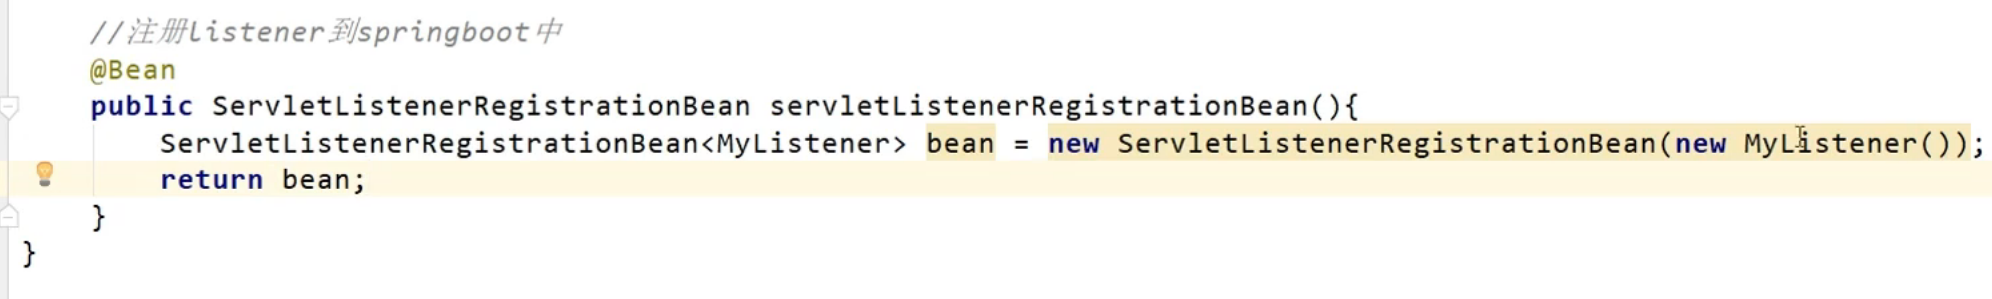 //注册Listener到springboot中
@Bean
public ServletListenerRegistrationBean servletListenerRegistrationBean(){
ServletListenerRegistrationBean<MyListener> bean = new ServletListenerRegistrationBean(new MyListener());
return bean;
}
}